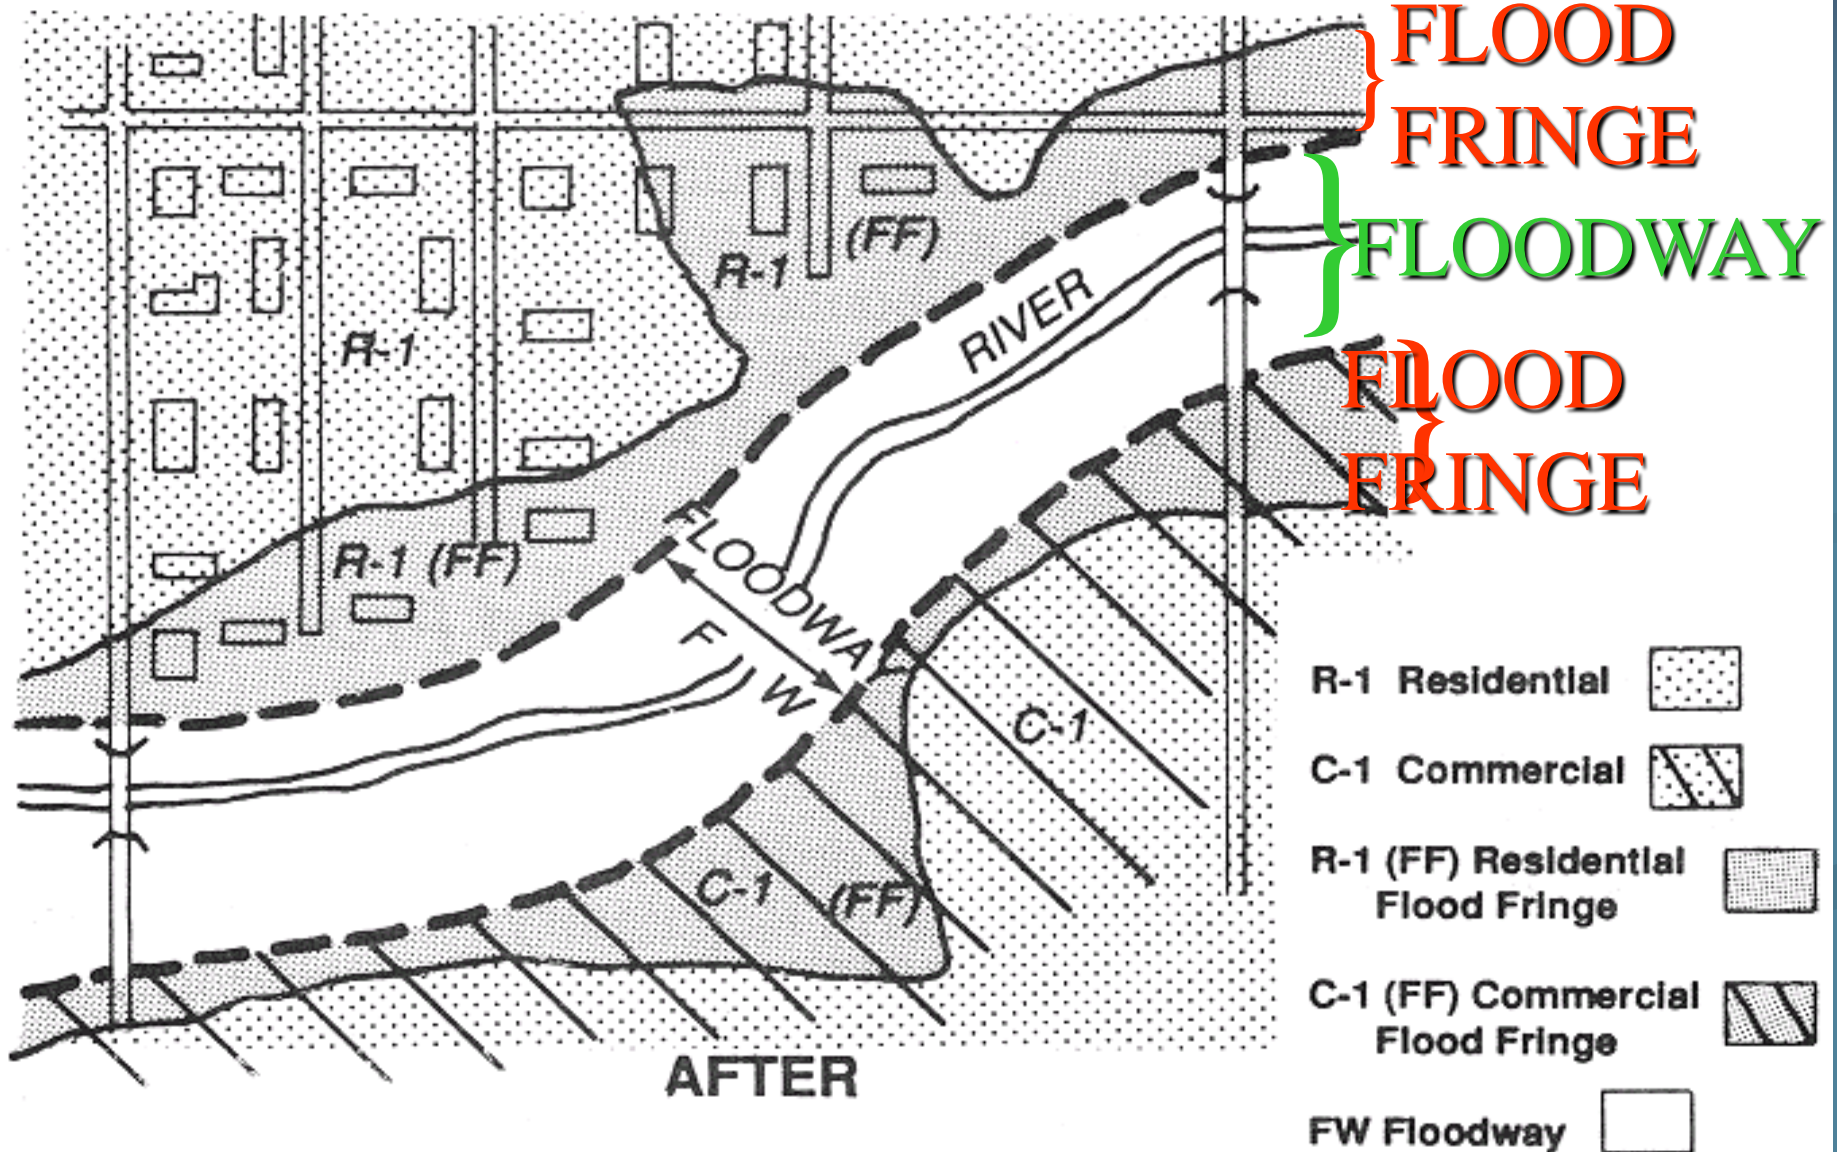 FLOOD
FRINGE
FLOODWAY
FLOOD
FRINGE
(FF)
R-1
RIVER
R-1
R-1 (FF)
FLOODWAY
F W
C-1
C-1 (FF)
R-1 Residential
C-1 Commercial
R-1 (FF) Residential
Flood Fringe
C-1 (FF) Commercial
Flood Fringe
FW Floodway
AFTER